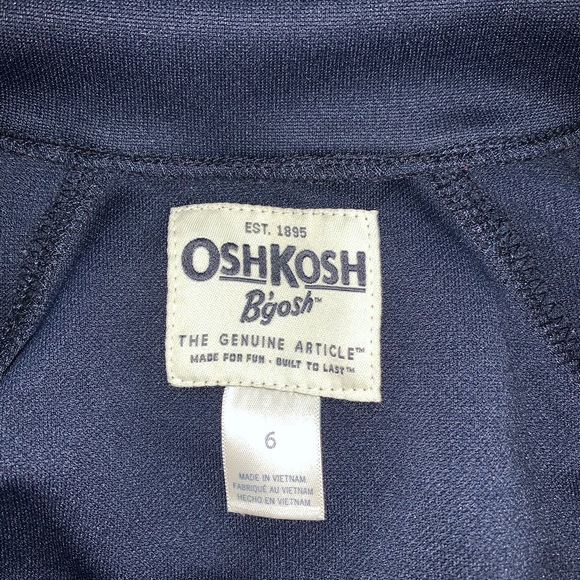 EST. 1895
OSHKOSH
B'gosh™
THE GENUINE ARTICLE™
MADE FOR FUN • BUILT TO LAST™
6
MADE IN VIETNAM
FABRIQUÉ AU VIETNAM
HECHO EN VIETNAM